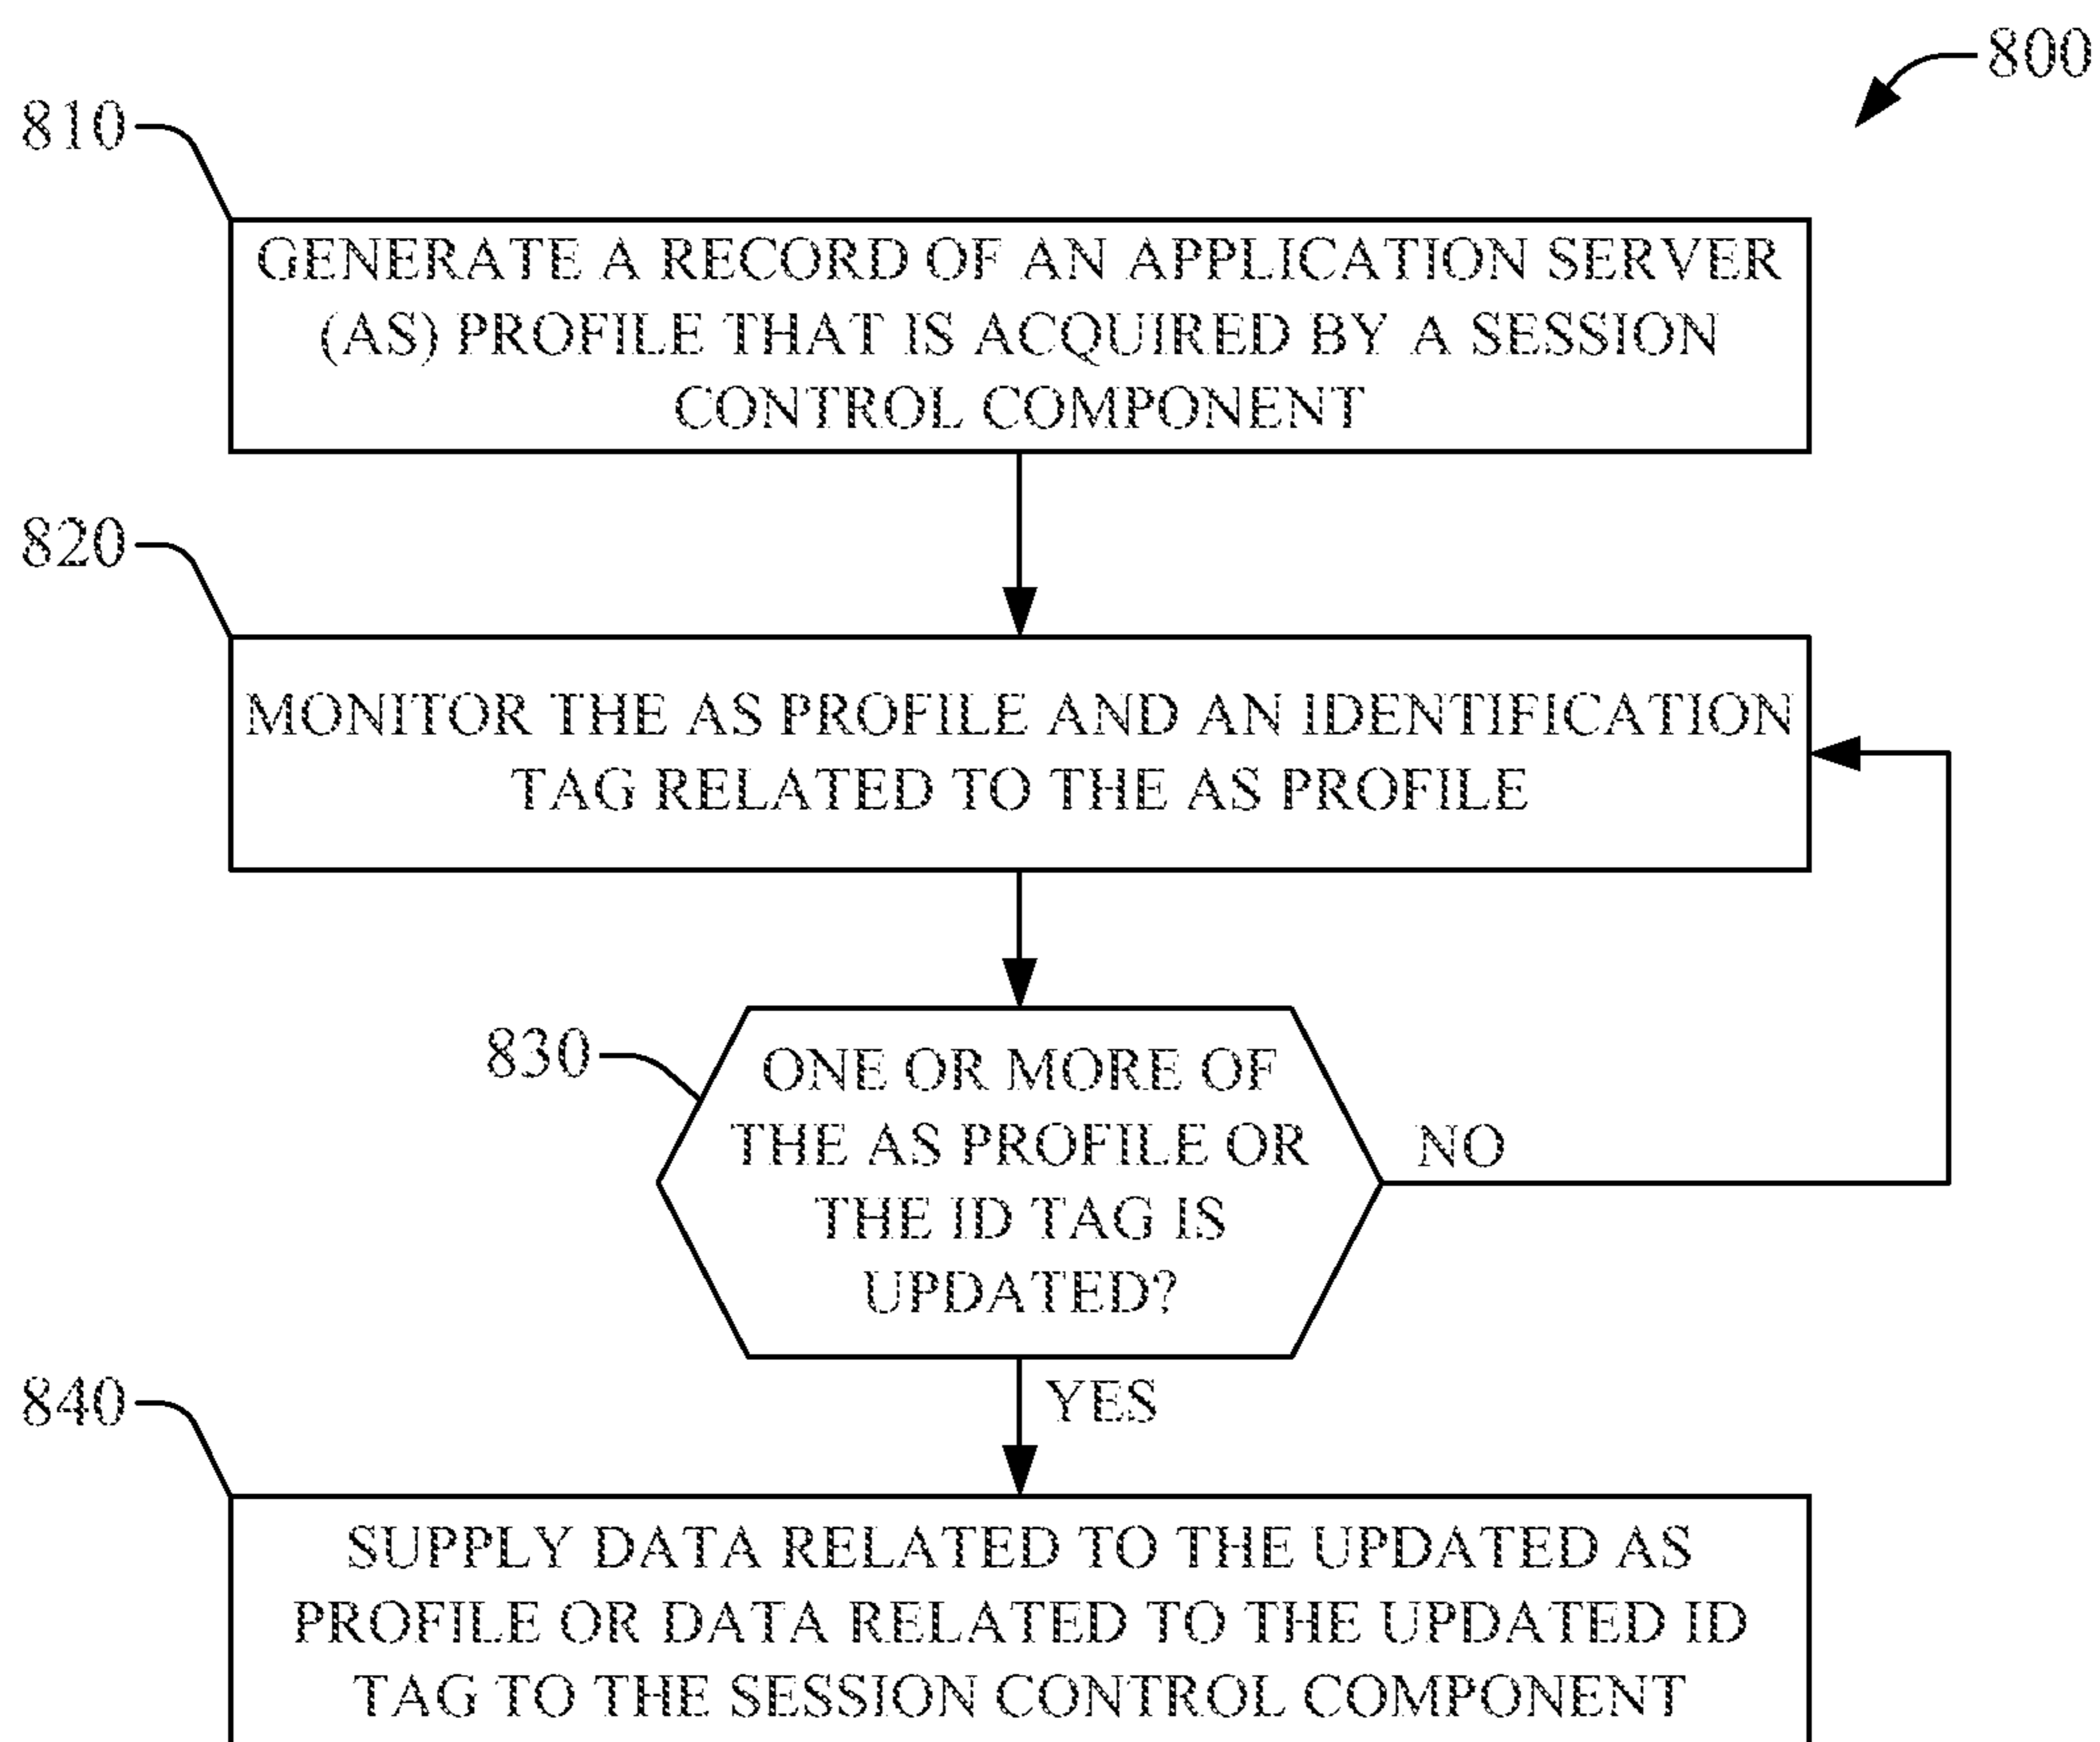 800
810
GENERATE A RECORD OF AN APPLICATION SERVER
(AS) PROFILE THAT IS ACQUIRED BY A SESSION
CONTROL COMPONENT
820
MONITOR THE AS PROFILE AND AN IDENTIFICATION
TAG RELATED TO THE AS PROFILE
830
ONE OR MORE OF
THE AS PROFILE OR
THE ID TAG IS
UPDATED?
NO
YES
840
SUPPLY DATA RELATED TO THE UPDATED AS
PROFILE OR DATA RELATED TO THE UPDATED ID
TAG TO THE SESSION CONTROL COMPONENT